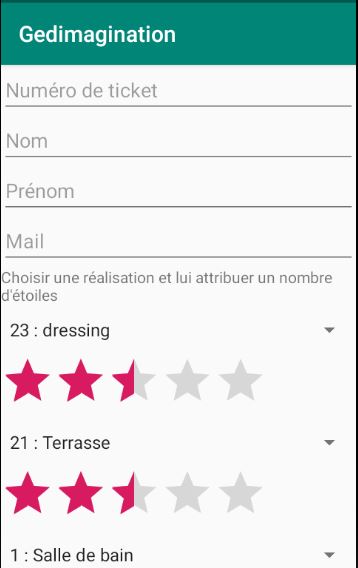 Gedimagination
Numéro de ticket
Nom
Prénom
Mail
Choisir une réalisation et lui attribuer un nombre
d'étoiles
23 : dressing
21 : Terrasse
1 : Salle de bain